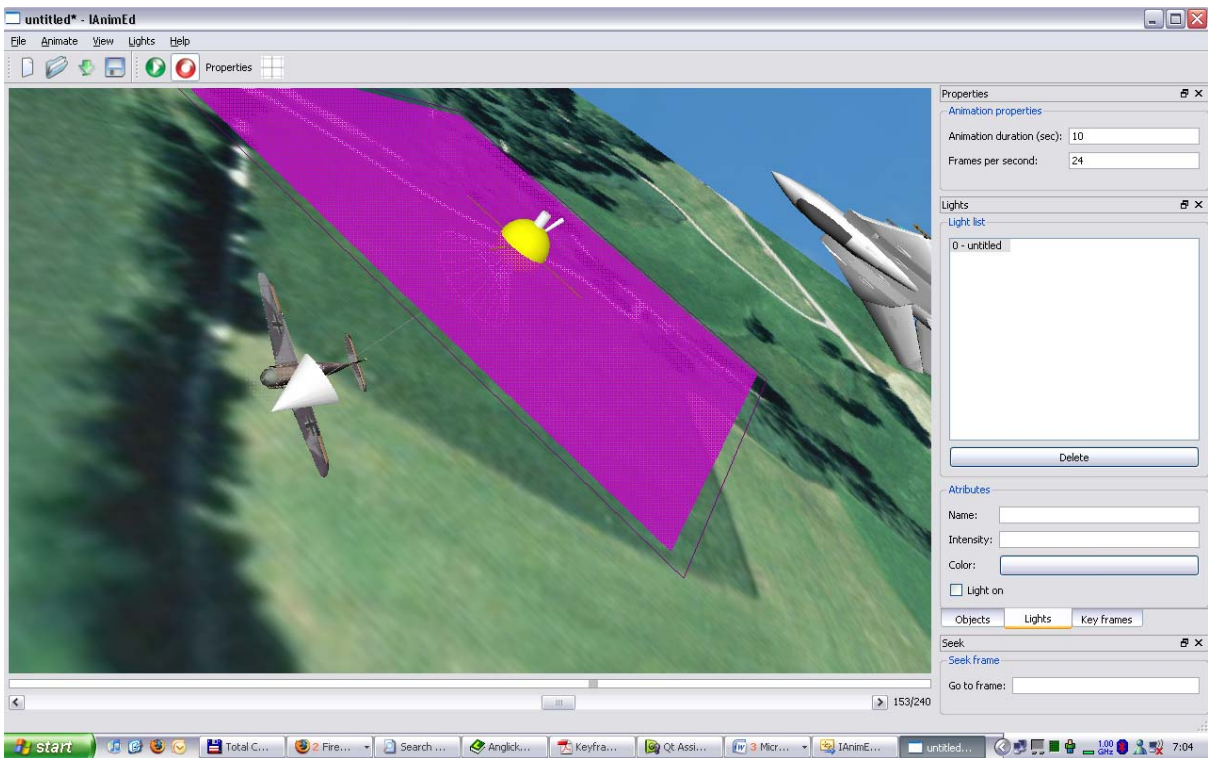 untitled* - IAnimEd
File Animate View Lights Help
Properties
Properties
Animation properties
Animation duration (sec): 10
Frames per second: 24
Lights
Light list
0 - untitled
Delete
Atributes
Name:
Intensity:
Color:
Light on
Objects Lights Key frames
Seek
Seek frame
Go to frame:
153/240
start Total C... 2 Fire... Search ... Anglick... Keyfra... Qt Assi... 3 Micr... IAnimE... untitled... 1.00 GHz 7:04